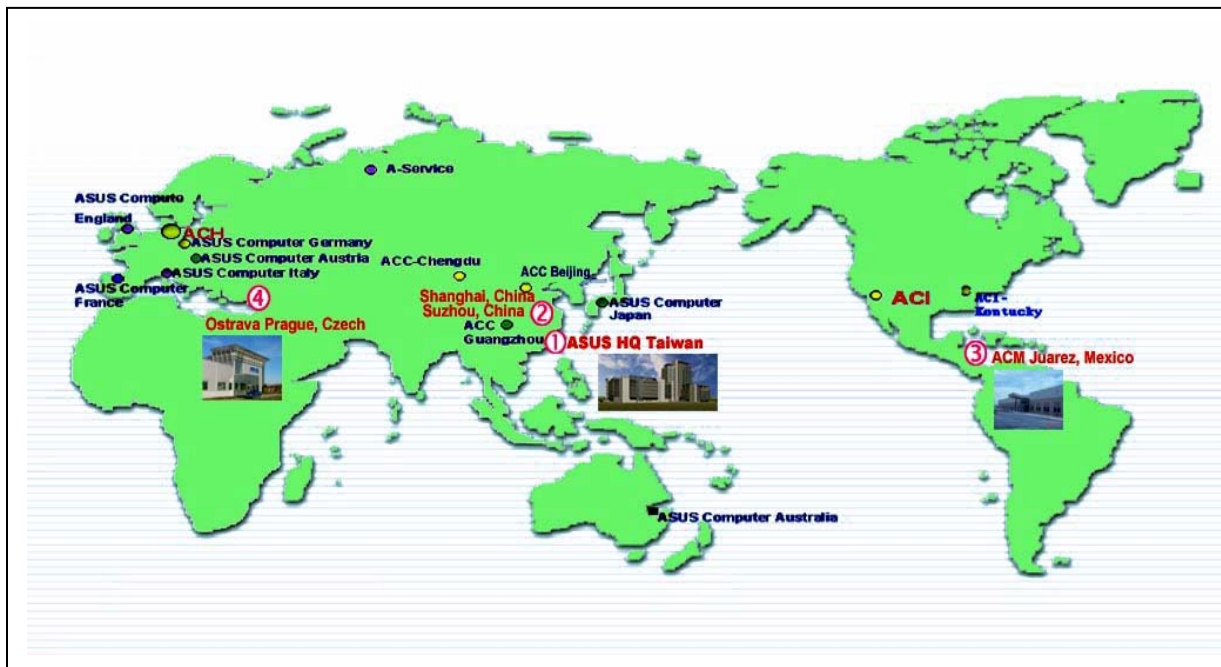 A-Service
ASUS Computo
England
ACH
ASUS Computer Germany
ASUS Computer Austria
ASUS Computer Italy
ASUS Computer
France
ACC-Chengdu
ACC Beijing
4
Ostrava Prague, Czech
Shanghai, China
Suzhou, China
2
ACC
Guangzhou
ASUS Computer
Japan
1
ASUS HQ Taiwan
ACI
ACI -
Kontucky
3
ACM Juarez, Mexico
ASUS Computer Australia